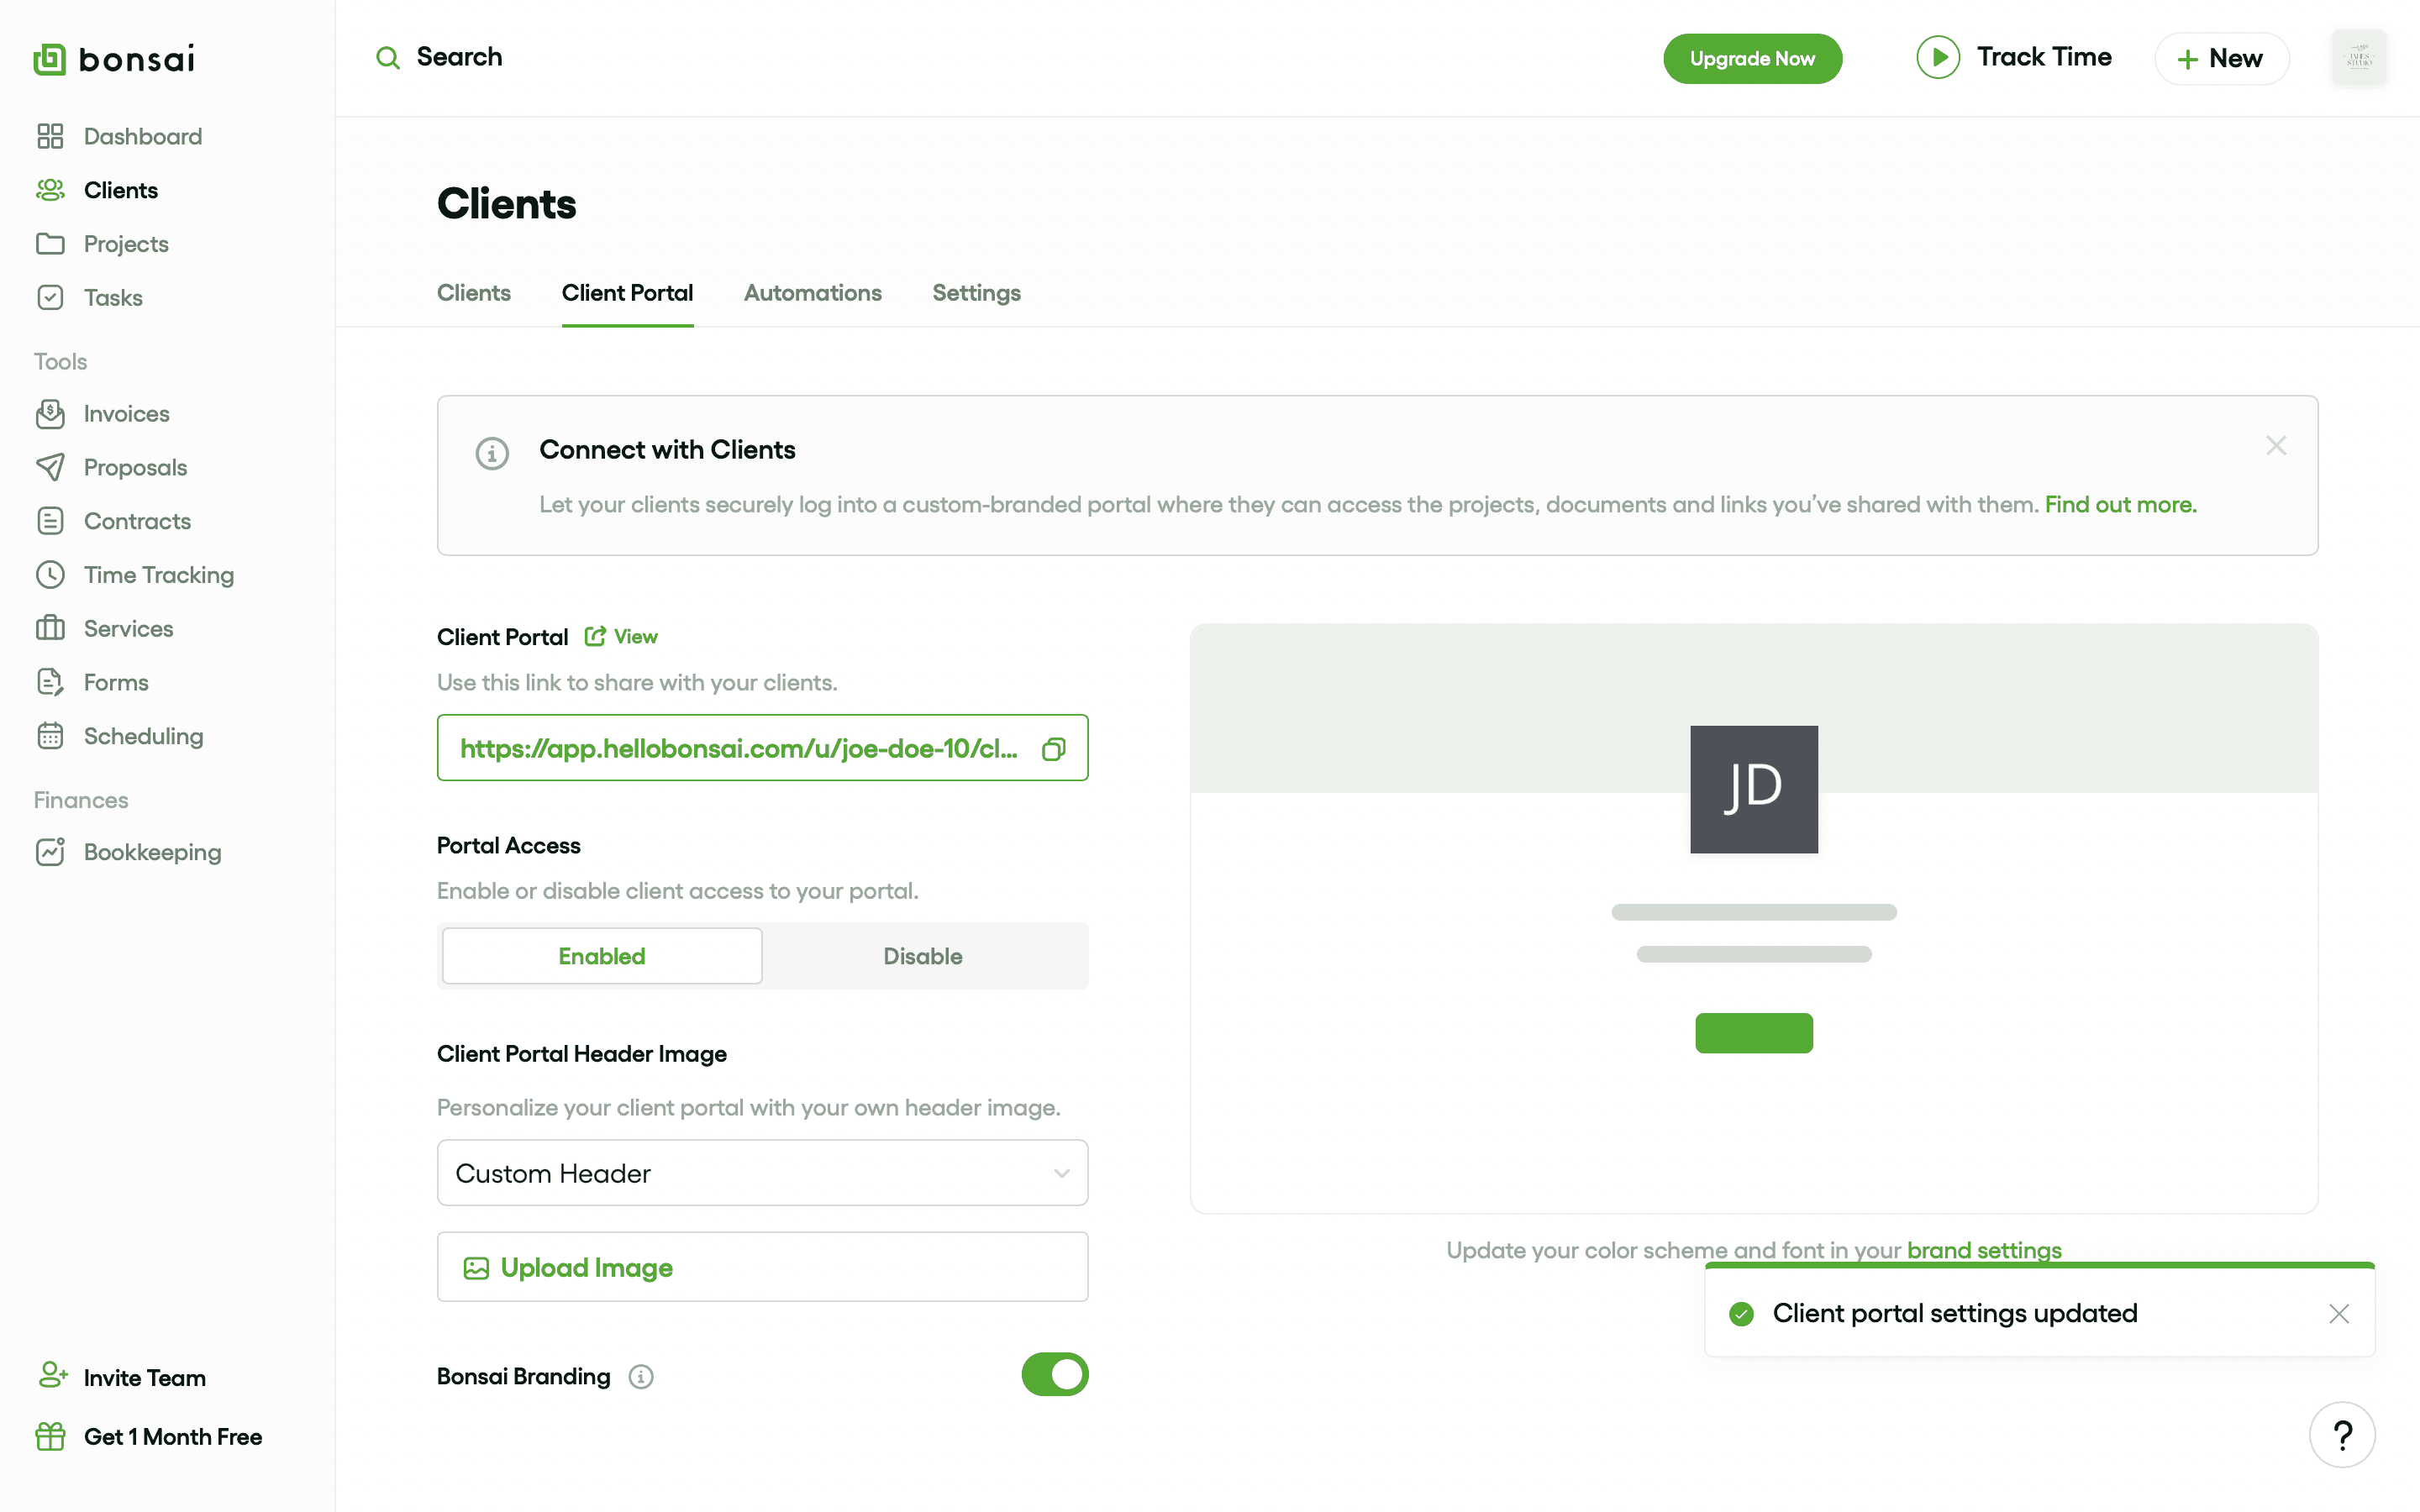 bonsai
Search
Upgrade Now
Track Time
New
Dashboard
Clients
Projects
Tasks
Tools
Invoices
Proposals
Contracts
Time Tracking
Services
Forms
Scheduling
Finances
Bookkeeping
Invite Team
Get 1 Month Free
Clients
Clients Client Portal Automations Settings
Connect with Clients
Let your clients securely log into a custom-branded portal where they can access the projects, documents and links you’ve shared with them. Find out more.
Client Portal View
Use this link to share with your clients.
https://app.hellobonsai.com/u/joe-doe-10/cl...
Portal Access
Enable or disable client access to your portal.
Enabled Disable
Client Portal Header Image
Personalize your client portal with your own header image.
Custom Header
Upload Image
Bonsai Branding
JD
Update your color scheme and font in your brand settings
Client portal settings updated
?